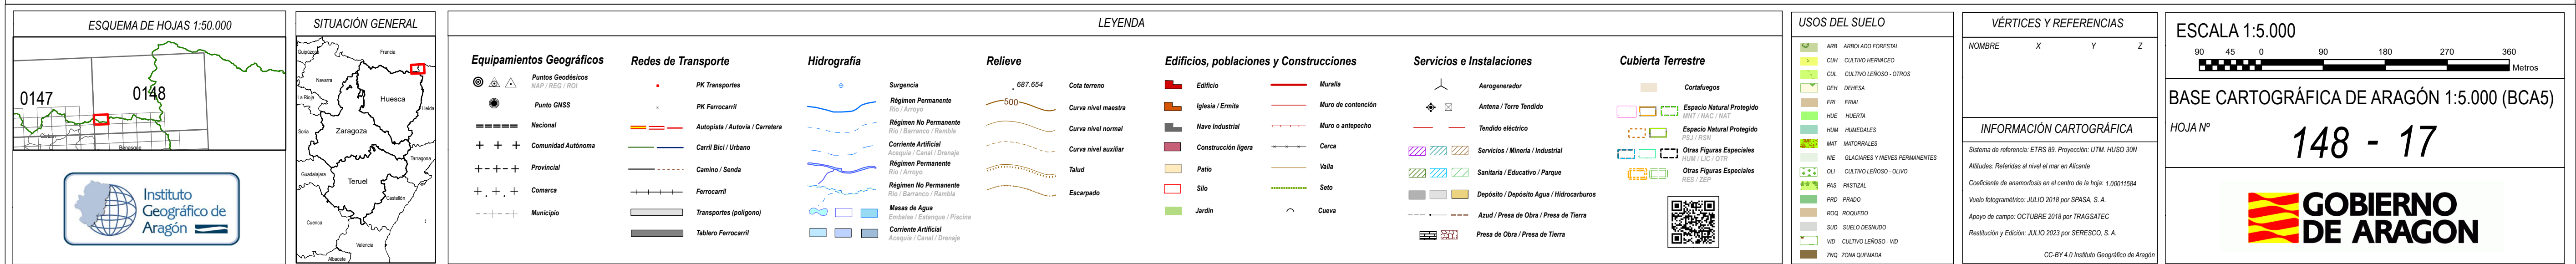 ESQUEMA DE HOJAS 1:50.000
0147
0148
Benasque
Instituto
Geográfico de
Aragón
SITUACIÓN GENERAL
Guipúzcoa
Francia
Navarra
Huesca
La Rioja
Lleida
Soria
Zaragoza
Tarragona
Guadalajara
Teruel
Castellón
Cuenca
Valencia
Albacete
LEYENDA
Equipamientos Geográficos
Puntos Geodésicos
NAP / REG / ROI
Punto GNSS
Nacional
Comunidad Autónoma
Provincial
Comarca
Municipio
Redes de Transporte
PK Transportes
PK Ferrocarril
Autopista / Autovia / Carretera
Carril Bici / Urbano
Camino / Senda
Ferrocarril
Transportes (polígono)
Tablero Ferrocarril
Hidrografía
Surgencia
Régimen Permanente
Río / Arroyo
Régimen No Permanente
Río / Barranco / Rambla
Corriente Artificial
Acequia / Canal / Drenaje
Régimen Permanente
Río / Arroyo
Régimen No Permanente
Río / Barranco / Rambla
Masas de Agua
Embalse / Estanque / Piscina
Corriente Artificial
Acequia / Canal / Drenaje
Relieve
687.654
Cota terreno
500
Curva nivel maestra
Curva nivel normal
Curva nivel auxiliar
Talud
Escarpado
Edificios, poblaciones y Construcciones
Edificio
Iglesia / Ermita
Nave Industrial
Construcción ligera
Patio
Silo
Jardín
Muralla
Muro de contención
Muro o antepecho
Cerca
Valla
Seto
Cueva
Servicios e Instalaciones
Aerogenerador
Antena / Torre Tendido
Tendido eléctrico
Servicios / Minería / Industrial
Sanitaria / Educativo / Parque
Depósito / Depósito Agua / Hidrocarburos
Azud / Presa de Obra / Presa de Tierra
Presa de Obra / Presa de Tierra
Cubierta Terrestre
Cortafuegos
Espacio Natural Protegido
MNT / NAC / NAT
Espacio Natural Protegido
PSJ / RSN
Otras Figuras Especiales
HUM / LIC / OTR
Otras Figuras Especiales
RES / ZEP
USOS DEL SUELO
ARB ARBOLADO FORESTAL
CUH CULTIVO HERVACEO
CUL CULTIVO LEÑOSO - OTROS
DEH DEHESA
ERI ERIAL
HUE HUERTA
HUM HUMEDALES
MAT MATORRALES
NIE GLACIARES Y NIEVES PERMANENTES
OLI CULTIVO LEÑOSO - OLIVO
PAS PASTIZAL
PRD PRADO
ROQ ROQUEDO
SUD SUELO DESNUDO
VID CULTIVO LEÑOSO - VID
ZNQ ZONA QUEMADA
VÉRTICES Y REFERENCIAS
NOMBRE X Y Z
INFORMACIÓN CARTOGRÁFICA
Sistema de referencia: ETRS 89. Proyección: UTM. HUSO 30N
Altitudes: Referidas al nivel el mar en Alicante
Coeficiente de anamorfosis en el centro de la hoja: 1.00011584
Vuelo fotogramétrico: JULIO 2018 por SPASA, S. A.
Apoyo de campo: OCTUBRE 2018 por TRAGSATEC
Restitución y Edición: JULIO 2023 por SERESCO, S. A.
CC-BY 4.0 Instituto Geográfico de Aragón
ESCALA 1:5.000
90 45 0 90 180 270 360
Metros
BASE CARTOGRÁFICA DE ARAGÓN 1:5.000 (BCA5)
HOJA Nº
148 - 17
GOBIERNO
DE ARAGON